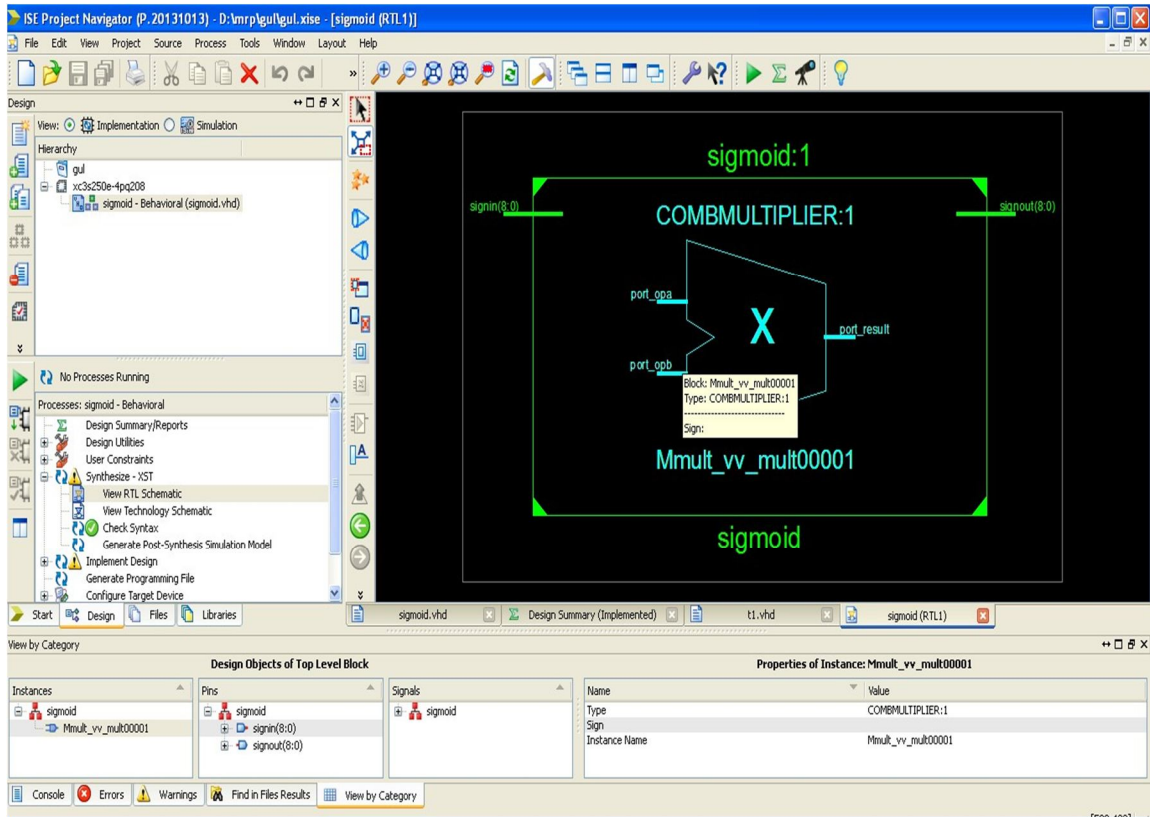 ISE Project Navigator (P.20131013) - D:\mrp\gul\gul.xise - [sigmoid (RTL1)]
File Edit View Project Source Process Tools Window Layout Help
Design
View: Implementation Simulation
Hierarchy
gul
xc3s250e-4pq208
sigmoid - Behavioral (sigmoid.vhd)
No Processes Running
Processes: sigmoid - Behavioral
Design Summary/Reports
Design Utilities
User Constraints
Synthesize - XST
View RTL Schematic
View Technology Schematic
Check Syntax
Generate Post-Synthesis Simulation Model
Implement Design
Generate Programming File
Configure Target Device
Start Design Files Libraries
sigmoid:1
signin(8:0)
signout(8:0)
COMBMULTIPLIER:1
port_opa
X
port_result
port_opb
Block: Mmult_vv_mult00001
Type: COMBMULTIPLIER:1
-----------------------------
Sign:
Mmult_vv_mult00001
sigmoid
sigmoid.vhd Design Summary (Implemented) t1.vhd sigmoid (RTL1)
View by Category
Design Objects of Top Level Block
Properties of Instance: Mmult_vv_mult00001
Instances
sigmoid
Mmult_vv_mult00001
Pins
sigmoid
signin(8:0)
signout(8:0)
Signals
sigmoid
Name Value
Type COMBMULTIPLIER:1
Sign
Instance Name Mmult_vv_mult00001
Console Errors Warnings Find in Files Results View by Category